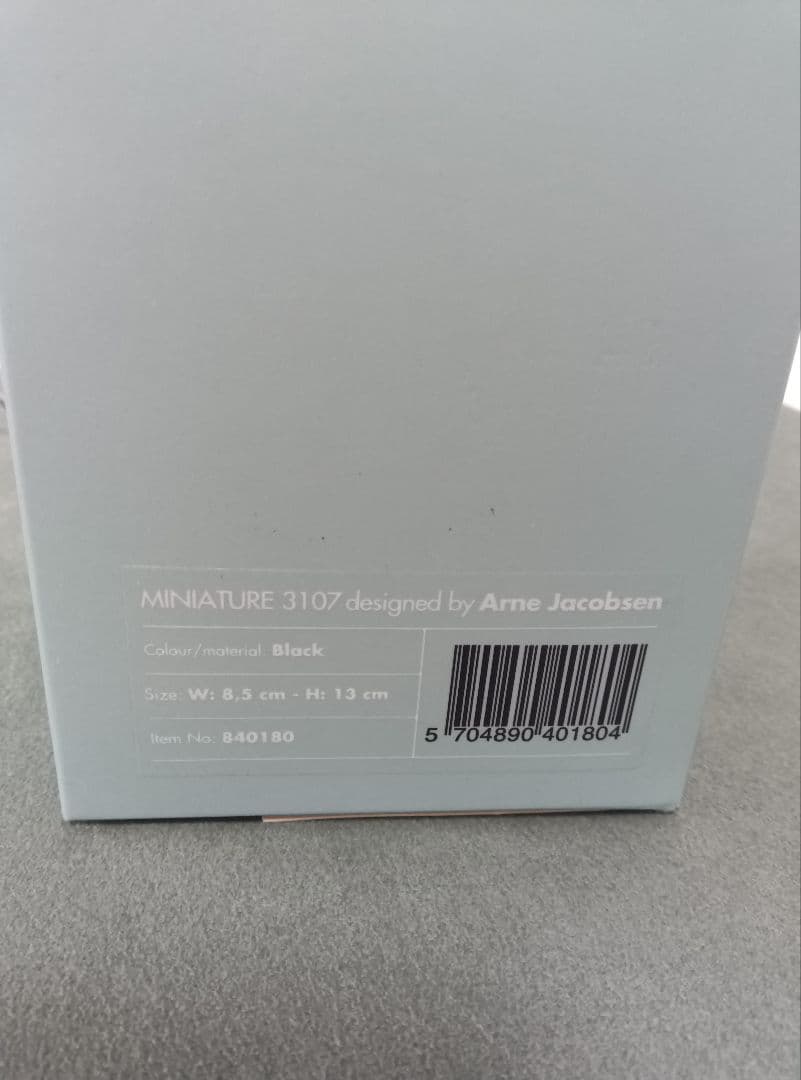 MINIATURE 3107 designed by Arne Jacobsen
Colour/material: Black
Size: W: 8,5 cm - H: 13 cm
Item No: 840180
5 704890 401804